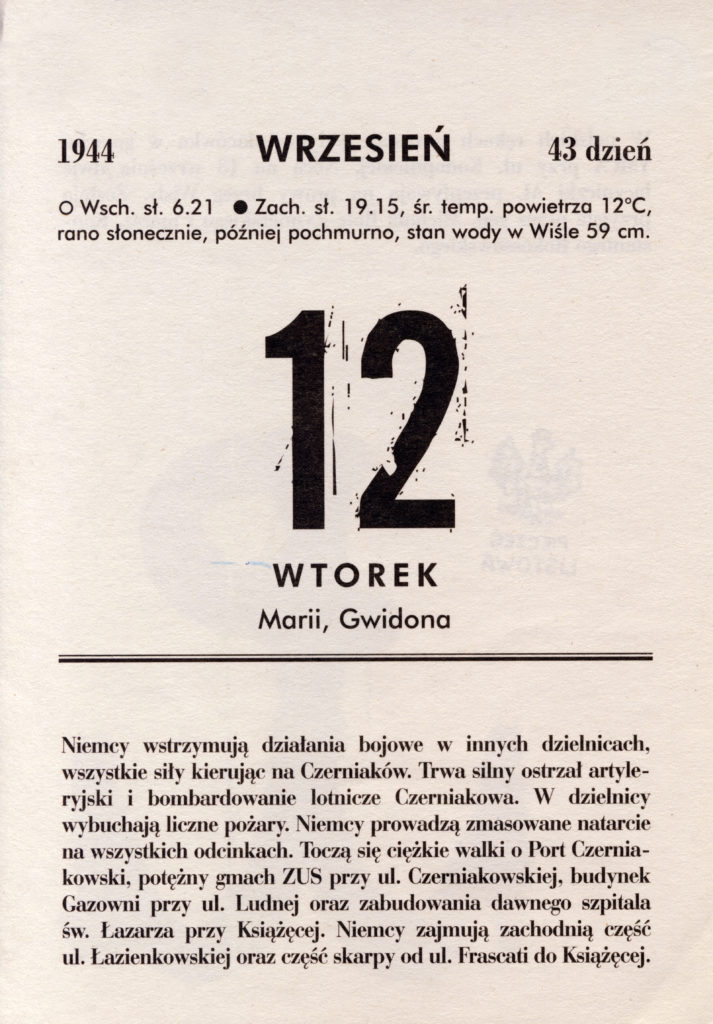 1944 WRZESIEŃ 43 dzień
Wsch. sł. 6.21 ● Zach. sł. 19.15, śr. temp. powietrza 12°C,
rano słonecznie, później pochmurno, stan wody w Wiśle 59 cm.
12
WTOREK
Marii, Gwidona
Niemcy wstrzymują działania bojowe w innych dzielnicach,
wszystkie siły kierując na Czerniaków. Trwa silny ostrzał artyle-
ryjski i bombardowanie lotnicze Czerniakowa. W dzielnicy
wybuchają liczne pożary. Niemcy prowadzą zmasowane natarcie
na wszystkich odcinkach. Toczą się ciężkie walki o Port Czernia-
kowski, potężny gmach ZUS przy ul. Czerniakowskiej, budynek
Gazowni przy ul. Ludnej oraz zabudowania dawnego szpitala
św. Łazarza przy Książęcej. Niemcy zajmują zachodnią część
ul. Łazienkowskiej oraz część skarpy od ul. Frascati do Książęcej.